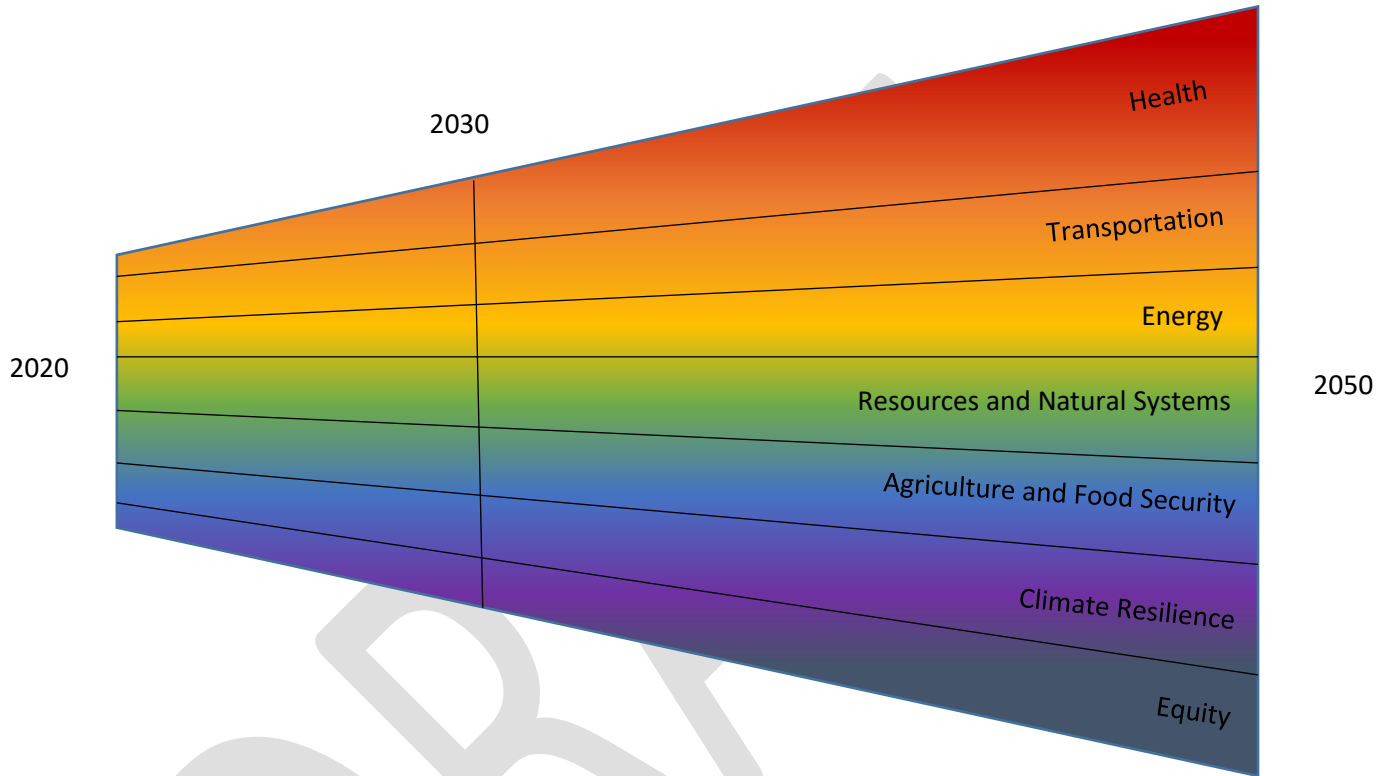 2030
Health
Transportation
Energy
2020
2050
Resources and Natural Systems
Agriculture and Food Security
Climate Resilience
Equity